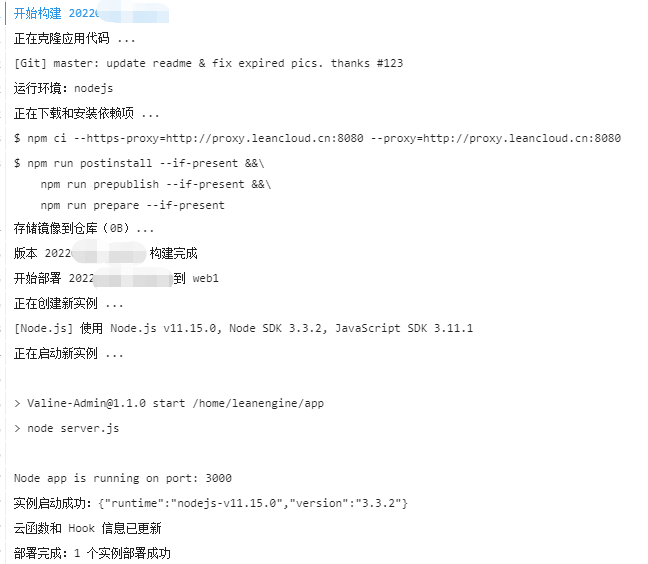 开始构建 2022
正在克隆应用代码 ...
[Git] master: update readme & fix expired pics. thanks #123
运行环境: nodejs
正在下载和安装依赖项 ...
$ npm ci --https-proxy=http://proxy.leancloud.cn:8080 --proxy=http://proxy.leancloud.cn:8080
$ npm run postinstall --if-present &&\
npm run prepublish --if-present &&\
npm run prepare --if-present
存储镜像到仓库（0B）...
版本 2022 构建完成
开始部署 2022 到 web1
正在创建新实例 ...
[Node.js] 使用 Node.js v11.15.0, Node SDK 3.3.2, JavaScript SDK 3.11.1
正在启动新实例 ...
> Valine-Admin@1.1.0 start /home/leanengine/app
> node server.js
Node app is running on port: 3000
实例启动成功：{"runtime":"nodejs-v11.15.0","version":"3.3.2"}
云函数和 Hook 信息已更新
部署完成：1 个实例部署成功